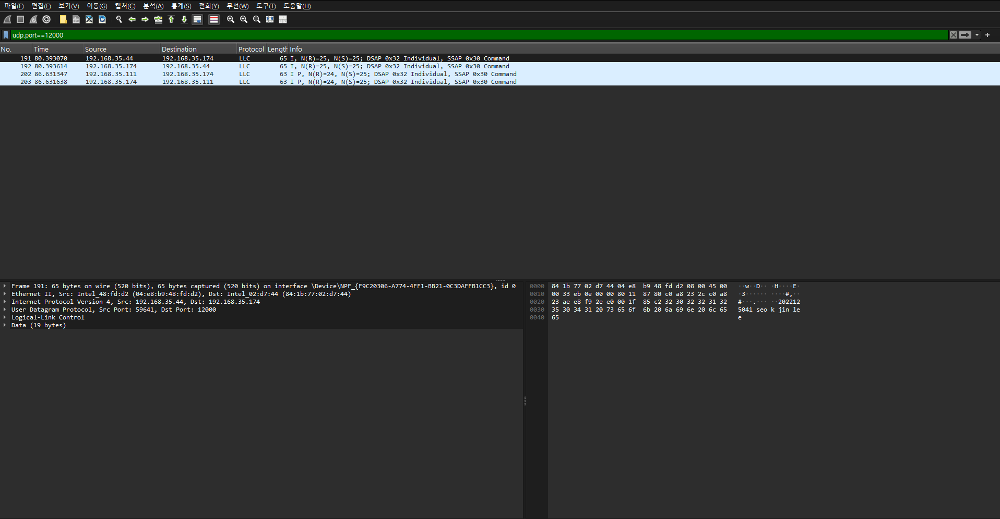 파일(F) 편집(E) 보기(V) 이동(G) 캡처(C) 분석(A) 통계(S) 전화(Y) 무선(W) 도구(T) 도움말(H)
udp.port==12000
No. Time Source Destination Protocol Length Info
191 80.393070 192.168.35.44 192.168.35.174 LLC 65 I, N(R)=25, N(S)=25; DSAP 0x32 Individual, SSAP 0x30 Command
192 80.393614 192.168.35.174 192.168.35.44 LLC 65 I, N(R)=25, N(S)=25; DSAP 0x32 Individual, SSAP 0x30 Command
202 86.631347 192.168.35.111 192.168.35.174 LLC 63 I P, N(R)=24, N(S)=25; DSAP 0x32 Individual, SSAP 0x30 Command
203 86.631638 192.168.35.174 192.168.35.111 LLC 63 I P, N(R)=24, N(S)=25; DSAP 0x32 Individual, SSAP 0x30 Command
Frame 191: 65 bytes on wire (520 bits), 65 bytes captured (520 bits) on interface \Device\NPF_{F9C20306-A774-4FF1-BB21-0C3DAFFB1CC3}, id 0
Ethernet II, Src: Intel_48:fd:d2 (04:e8:b9:48:fd:d2), Dst: Intel_02:d7:44 (84:1b:77:02:d7:44)
Internet Protocol Version 4, Src: 192.168.35.44, Dst: 192.168.35.174
User Datagram Protocol, Src Port: 59641, Dst Port: 12000
Logical-Link Control
Data (19 bytes)
0000 84 1b 77 02 d7 44 04 e8 b9 48 fd d2 08 00 45 00 ··w··D·· ·H····E·
0010 00 33 eb 0e 00 00 80 11 87 80 c0 a8 23 2c c0 a8 ·3······ ····#,··
0020 23 ae e8 f9 2e e0 00 1f 85 c2 32 30 32 32 31 32 #···.··· ··202212
0030 35 30 34 31 20 73 65 6f 6b 20 6a 69 6e 20 6c 65 5041 seo k jin le
0040 65 e